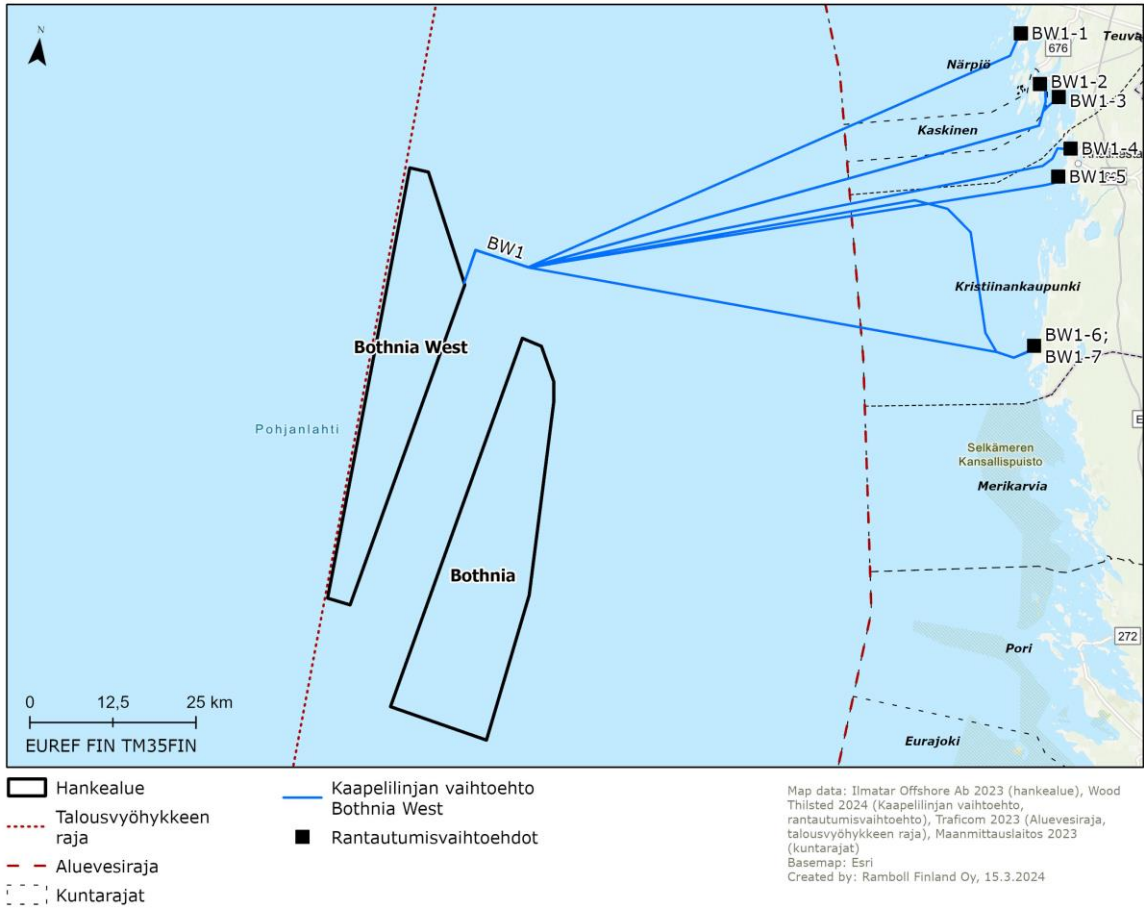 N
BW1-1
Teuva
676
Närpiö
BW1-2
BW1-3
Kaskinen
BW1-4
BW1-5
BW1
Kristiinankaupunki
Bothnia West
BW1-6;
BW1-7
Pohjanlahti
E
Selkämeren
Kansallispuisto
Merikarvia
Bothnia
272
Pori
0 12,5 25 km
EUREF FIN TM35FIN
Eurajoki
Hankealue
Talousvyöhykkeen
raja
Aluevesiraja
Kuntarajat
Kaapelilinjan vaihtoehto
Bothnia West
Rantautumisvaihtoehdot
Map data: Ilmatar Offshore Ab 2023 (hankealue), Wood
Thilsted 2024 (Kaapelilinjan vaihtoehto,
rantautumisvaihtoehto), Traficom 2023 (Aluevesiraja,
talousvyöhykkeen raja), Maanmittauslaitos 2023
(kuntarajat)
Basemap: Esri
Created by: Ramboll Finland Oy, 15.3.2024